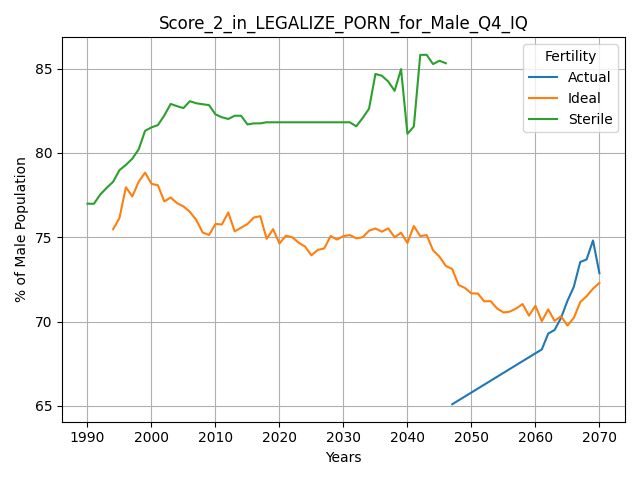 Score_2_in_LEGALIZE_PORN_for_Male_Q4_IQ
Fertility
Actual
Ideal
Sterile
% of Male Population
85
80
75
70
65
1990 2000 2010 2020 2030 2040 2050 2060 2070
Years